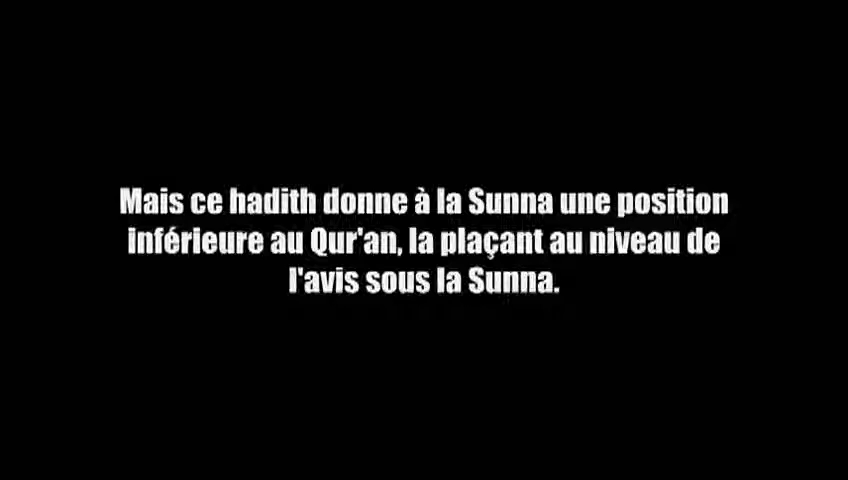 Mais ce hadith donne à la Sunna une position
inférieure au Qur'an, la plaçant au niveau de
l'avis sous la Sunna.